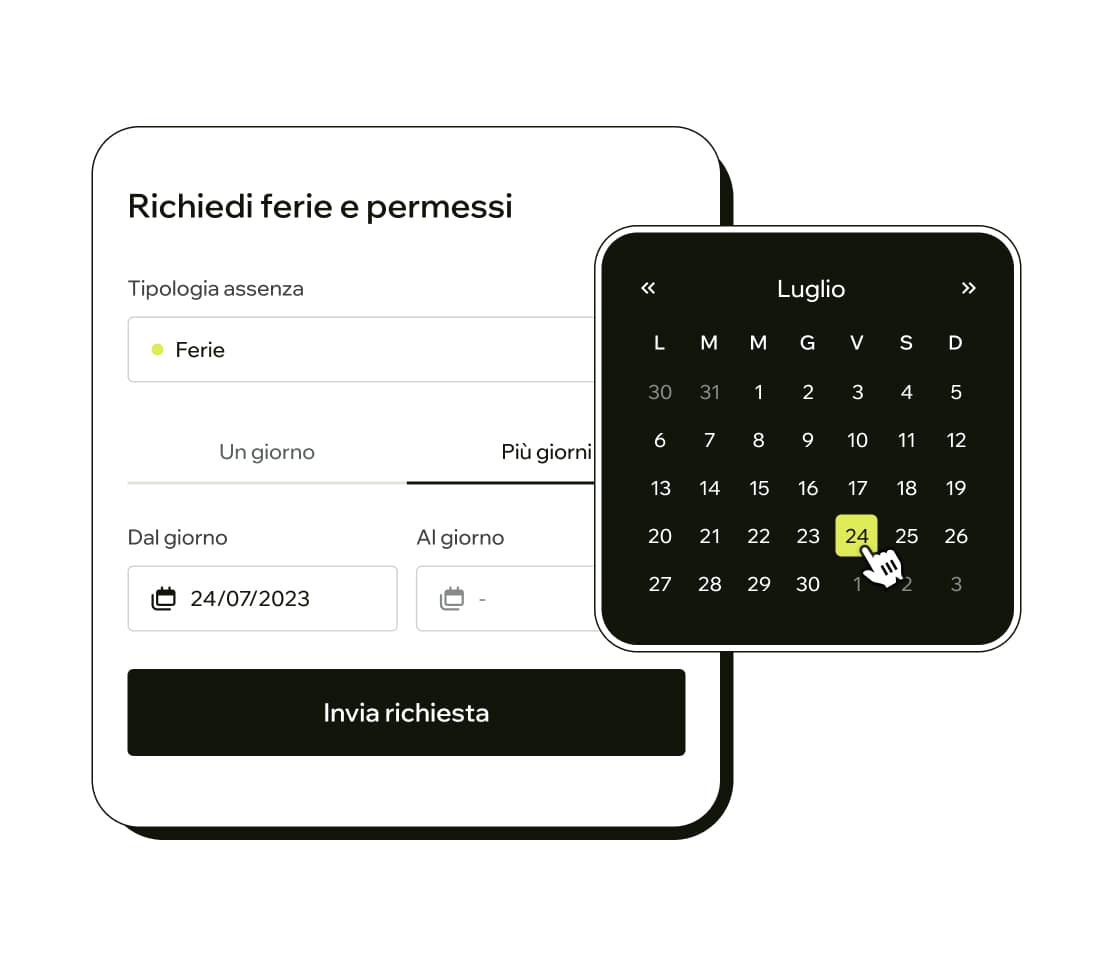 Richiedi ferie e permessi
Tipologia assenza
Ferie
Un giorno Più giorni
Dal giorno Al giorno
24/07/2023 -
Invia richiesta
« Luglio »
L M M G V S D
30 31 1 2 3 4 5
6 7 8 9 10 11 12
13 14 15 16 17 18 19
20 21 22 23 24 25 26
27 28 29 30 1 2 3